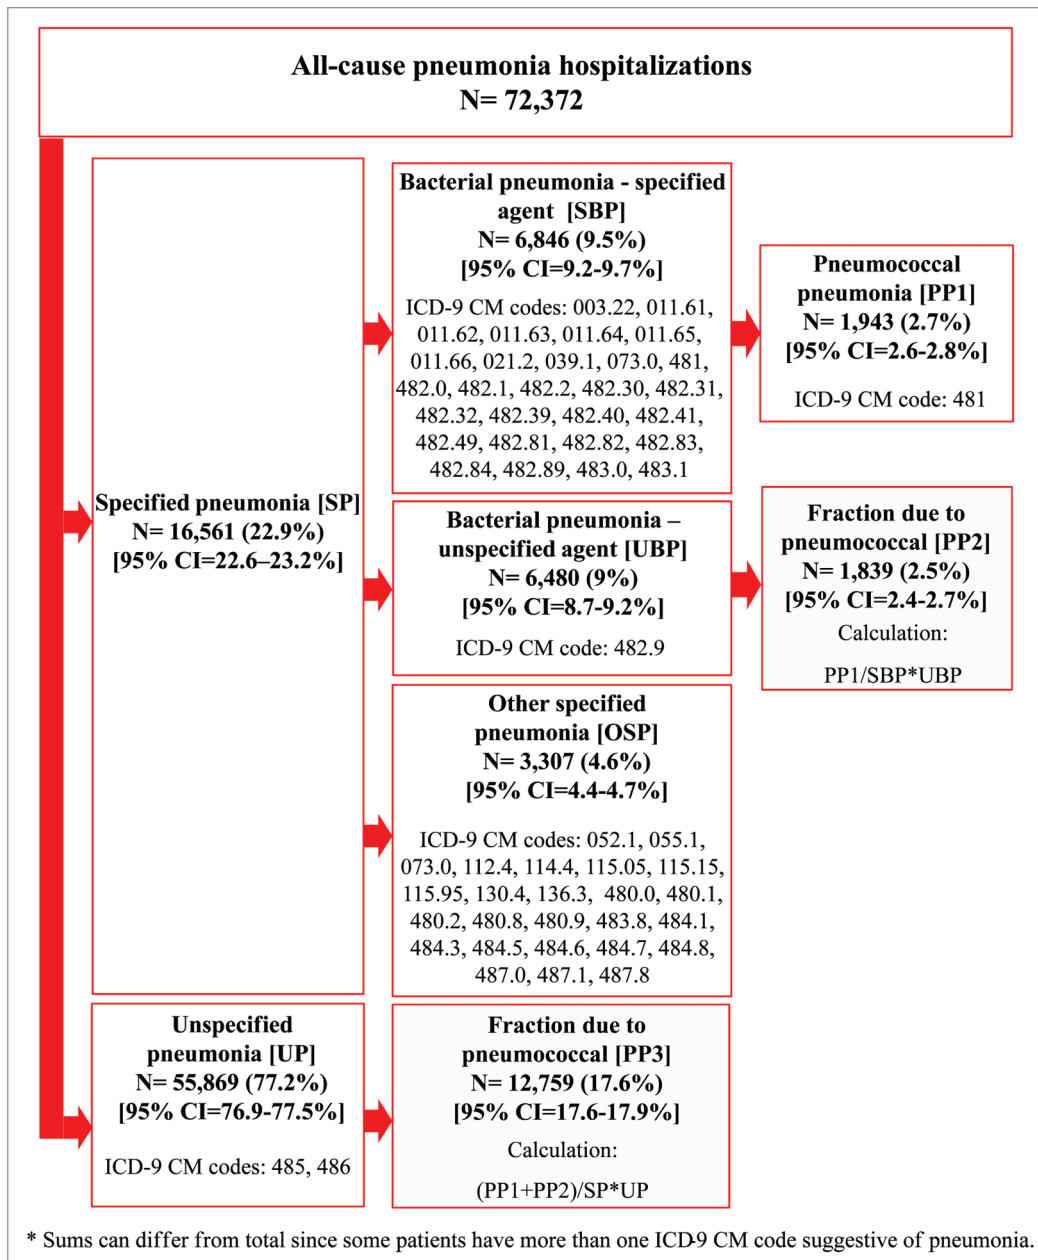 All-cause pneumonia hospitalizations
N= 72,372
Specified pneumonia [SP]
N= 16,561 (22.9%)
[95% CI=22.6–23.2%]
Bacterial pneumonia - specified
agent [SBP]
N= 6,846 (9.5%)
[95% CI=9.2-9.7%]
ICD-9 CM codes: 003.22, 011.61,
011.62, 011.63, 011.64, 011.65,
011.66, 021.2, 039.1, 073.0, 481,
482.0, 482.1, 482.2, 482.30, 482.31,
482.32, 482.39, 482.40, 482.41,
482.49, 482.81, 482.82, 482.83,
482.84, 482.89, 483.0, 483.1
Pneumococcal
pneumonia [PP1]
N= 1,943 (2.7%)
[95% CI=2.6-2.8%]
ICD-9 CM code: 481
Bacterial pneumonia –
unspecified agent [UBP]
N= 6,480 (9%)
[95% CI=8.7-9.2%]
ICD-9 CM code: 482.9
Fraction due to
pneumococcal [PP2]
N= 1,839 (2.5%)
[95% CI=2.4-2.7%]
Calculation:
PP1/SBP*UBP
Other specified
pneumonia [OSP]
N= 3,307 (4.6%)
[95% CI=4.4-4.7%]
ICD-9 CM codes: 052.1, 055.1,
073.0, 112.4, 114.4, 115.05, 115.15,
115.95, 130.4, 136.3, 480.0, 480.1,
480.2, 480.8, 480.9, 483.8, 484.1,
484.3, 484.5, 484.6, 484.7, 484.8,
487.0, 487.1, 487.8
Unspecified
pneumonia [UP]
N= 55,869 (77.2%)
[95% CI=76.9-77.5%]
ICD-9 CM codes: 485, 486
Fraction due to
pneumococcal [PP3]
N= 12,759 (17.6%)
[95% CI=17.6-17.9%]
Calculation:
(PP1+PP2)/SP*UP
* Sums can differ from total since some patients have more than one ICD-9 CM code suggestive of pneumonia.